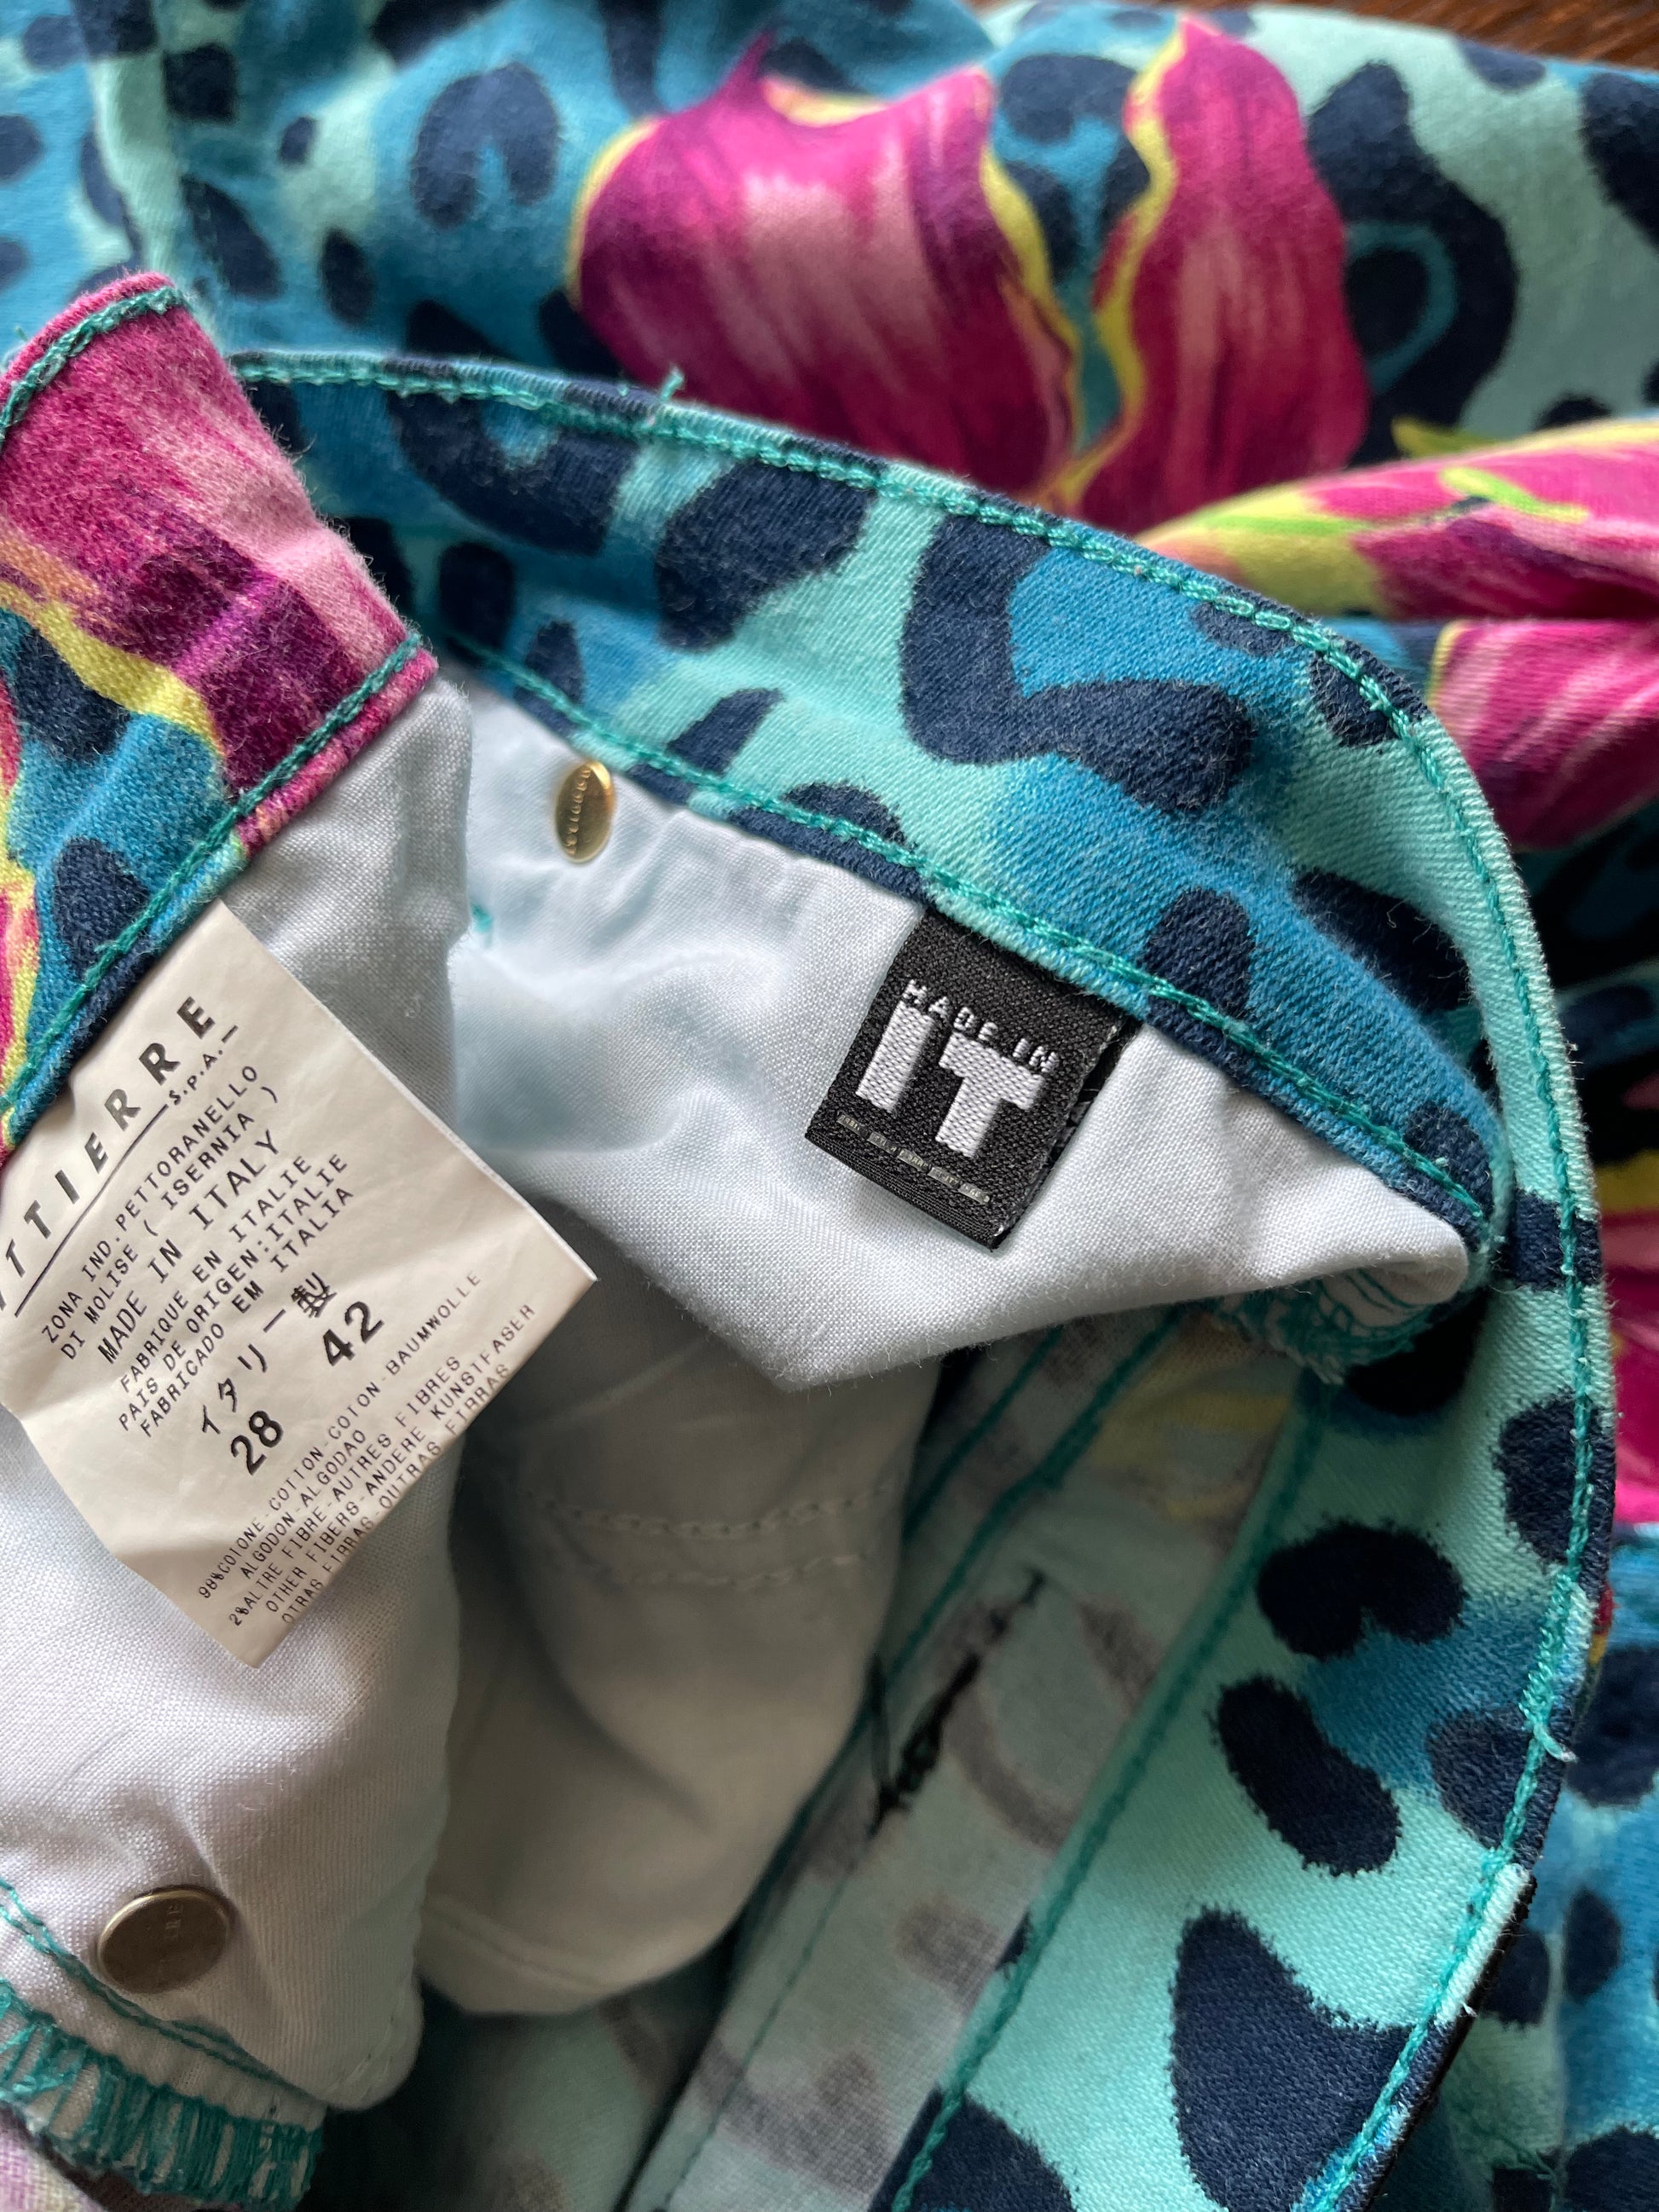 TTIERRE
S.P.A.
ZONA IND. PETTORANELLO
DI MOLISE ( ISERNIA )
MADE IN ITALY
FABRIQUE EN ITALIE
PAIS DE ORIGEN:ITALIE
FABRICADO EM ITALIA
イタリー製
28 42
98%COTONE-COTTON-COTON-BAUMWOLLE
ALGODON-ALGODAO
2%ALTRE FIBRE-AUTRES FIBRES
OTHER FIBERS-ANDERE KUNSTFASER
OTRAS FIBRAS-OUTRAS FIBRAS
MADE IN
IT